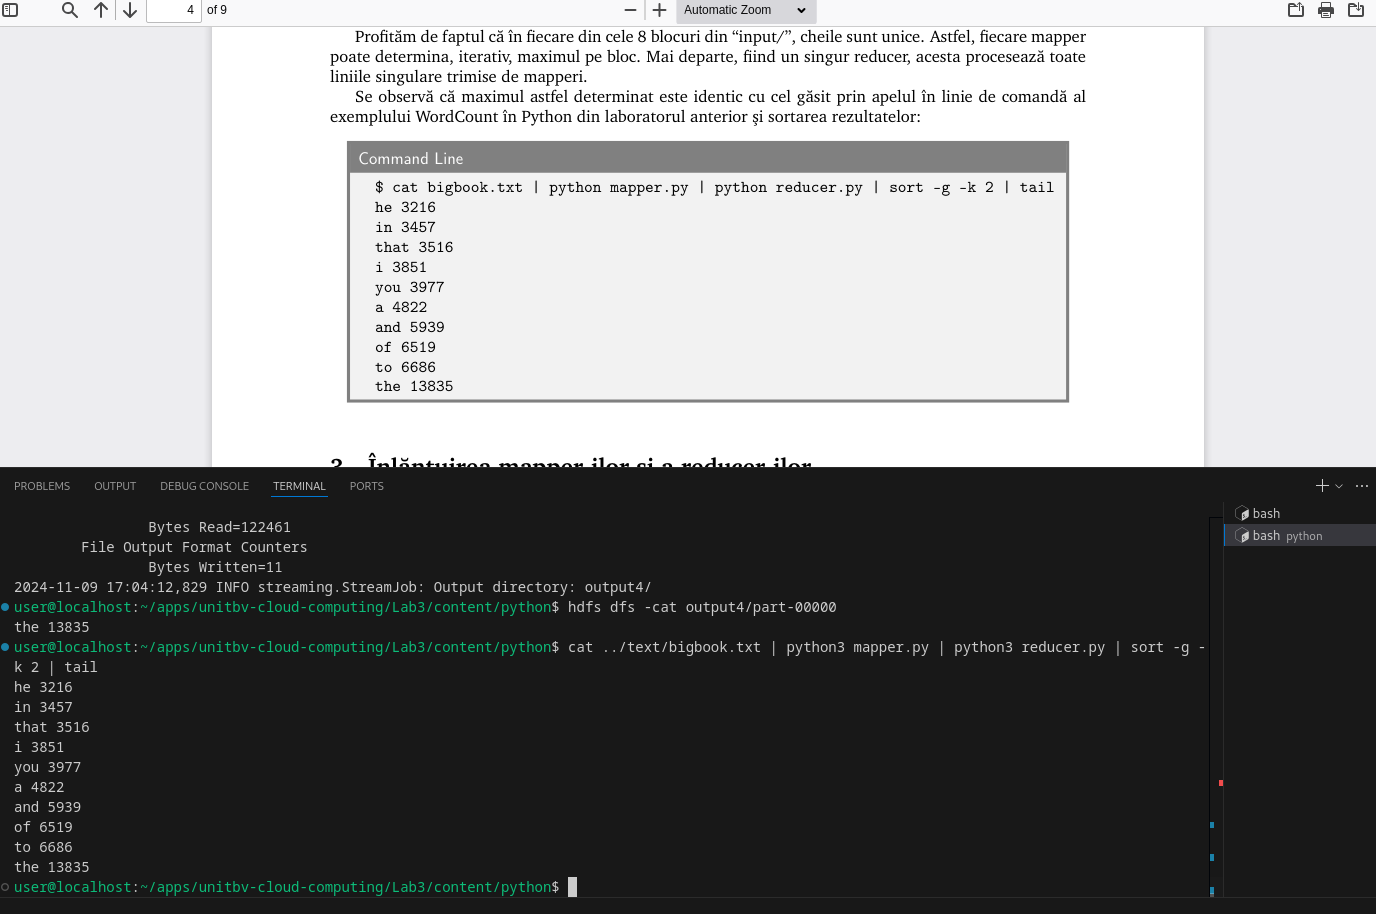 4 of 9
Automatic Zoom
Profităm de faptul că în fiecare din cele 8 blocuri din “input/”, cheile sunt unice. Astfel, fiecare mapper
poate determina, iterativ, maximul pe bloc. Mai departe, fiind un singur reducer, acesta procesează toate
liniile singulare trimise de mapperi.
Se observă că maximul astfel determinat este identic cu cel găsit prin apelul în linie de comandă al
exemplului WordCount în Python din laboratorul anterior şi sortarea rezultatelor:
Command Line
$ cat bigbook.txt | python mapper.py | python reducer.py | sort -g -k 2 | tail
he 3216
in 3457
that 3516
i 3851
you 3977
a 4822
and 5939
of 6519
to 6686
the 13835
3 Înlănţuirea mapper-ilor şi a reducer-ilor
PROBLEMS OUTPUT DEBUG CONSOLE TERMINAL PORTS
bash
bash python
Bytes Read=122461
File Output Format Counters
Bytes Written=11
2024-11-09 17:04:12,829 INFO streaming.StreamJob: Output directory: output4/
user@localhost:~/apps/unitbv-cloud-computing/Lab3/content/python$ hdfs dfs -cat output4/part-00000
the 13835
user@localhost:~/apps/unitbv-cloud-computing/Lab3/content/python$ cat ../text/bigbook.txt | python3 mapper.py | python3 reducer.py | sort -g -
k 2 | tail
he 3216
in 3457
that 3516
i 3851
you 3977
a 4822
and 5939
of 6519
to 6686
the 13835
user@localhost:~/apps/unitbv-cloud-computing/Lab3/content/python$